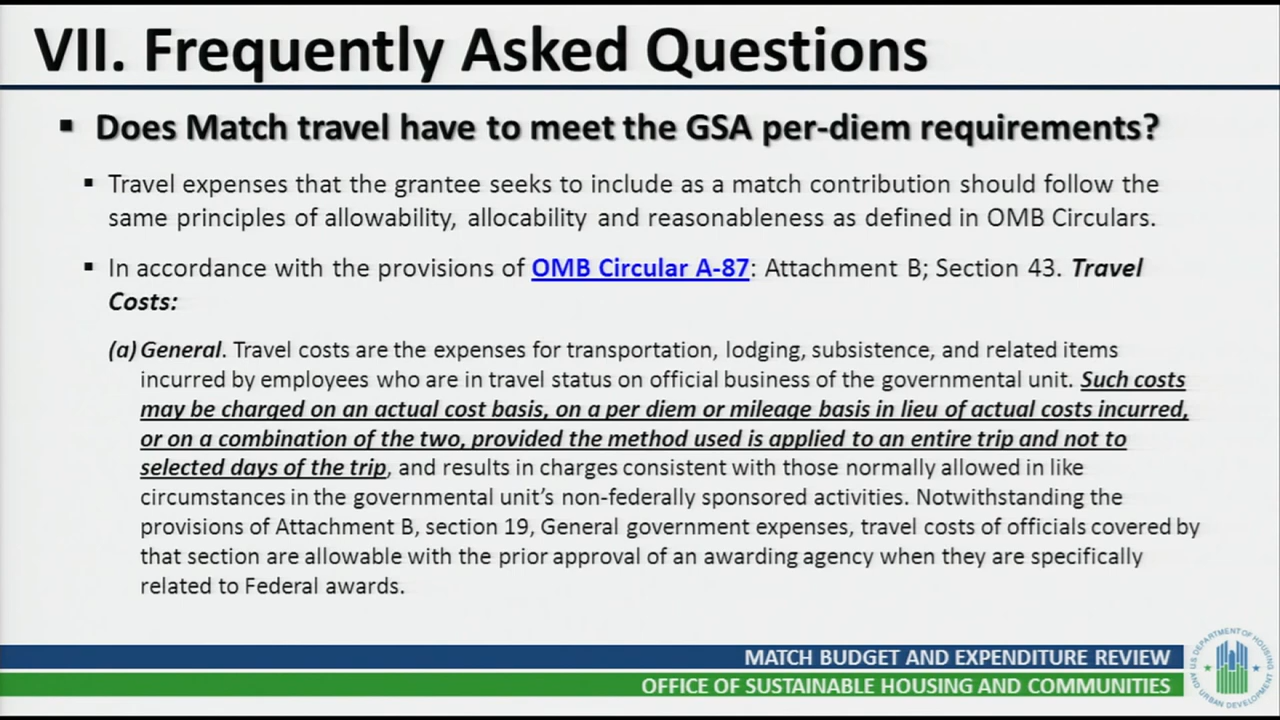 VII. Frequently Asked Questions
▪ Does Match travel have to meet the GSA per-diem requirements?
▪ Travel expenses that the grantee seeks to include as a match contribution should follow the
same principles of allowability, allocability and reasonableness as defined in OMB Circulars.
▪ In accordance with the provisions of OMB Circular A-87: Attachment B; Section 43. Travel
Costs:
(a) General. Travel costs are the expenses for transportation, lodging, subsistence, and related items
incurred by employees who are in travel status on official business of the governmental unit. Such costs
may be charged on an actual cost basis, on a per diem or mileage basis in lieu of actual costs incurred,
or on a combination of the two, provided the method used is applied to an entire trip and not to
selected days of the trip, and results in charges consistent with those normally allowed in like
circumstances in the governmental unit's non-federally sponsored activities. Notwithstanding the
provisions of Attachment B, section 19, General government expenses, travel costs of officials covered by
that section are allowable with the prior approval of an awarding agency when they are specifically
related to Federal awards.
MATCH BUDGET AND EXPENDITURE REVIEW
OFFICE OF SUSTAINABLE HOUSING AND COMMUNITIES
U.S. DEPARTMENT OF HOUSING AND URBAN DEVELOPMENT